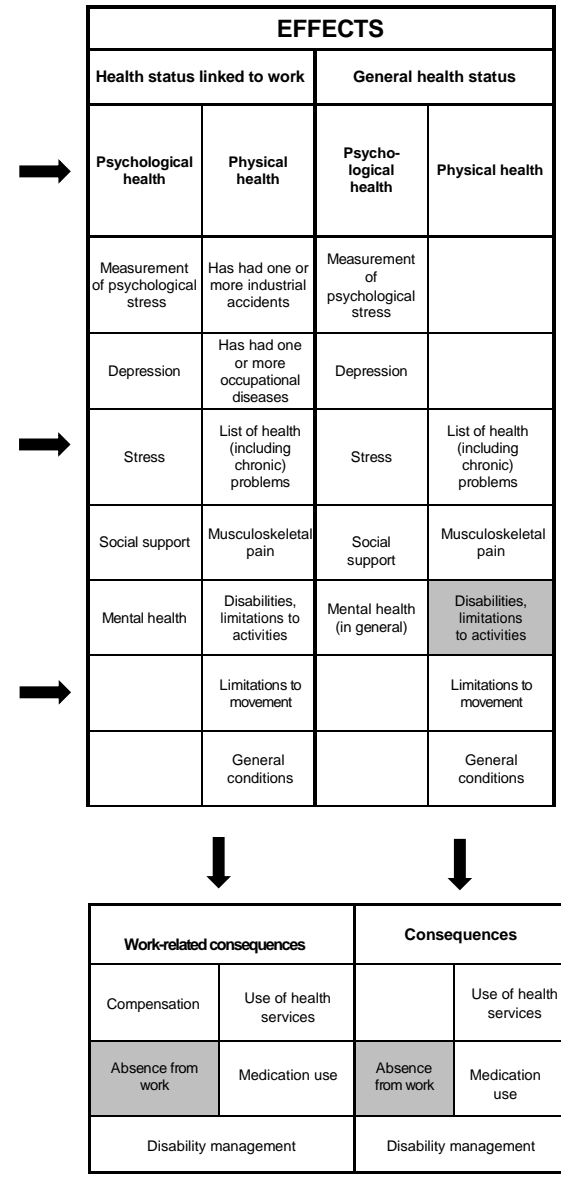 EFFECTS
Health status linked to work
General health status
Psychological
health
Physical
health
Psycho-
logical
health
Physical health
Measurement
of psychological
stress
Has had one or
more industrial
accidents
Measurement
of
psychological
stress
Depression
Has had one
or more
occupational
diseases
Depression
Stress
List of health
(including
chronic)
problems
Stress
List of health
(including
chronic)
problems
Social support
Musculoskeletal
pain
Social
support
Musculoskeletal
pain
Mental health
Disabilities,
limitations to
activities
Mental health
(in general)
Disabilities,
limitations
to activities
Limitations to
movement
Limitations to
movement
General
conditions
General
conditions
Work-related consequences
Consequences
Compensation
Use of health
services
Use of health
services
Absence from
work
Medication use
Absence
from work
Medication
use
Disability management
Disability management